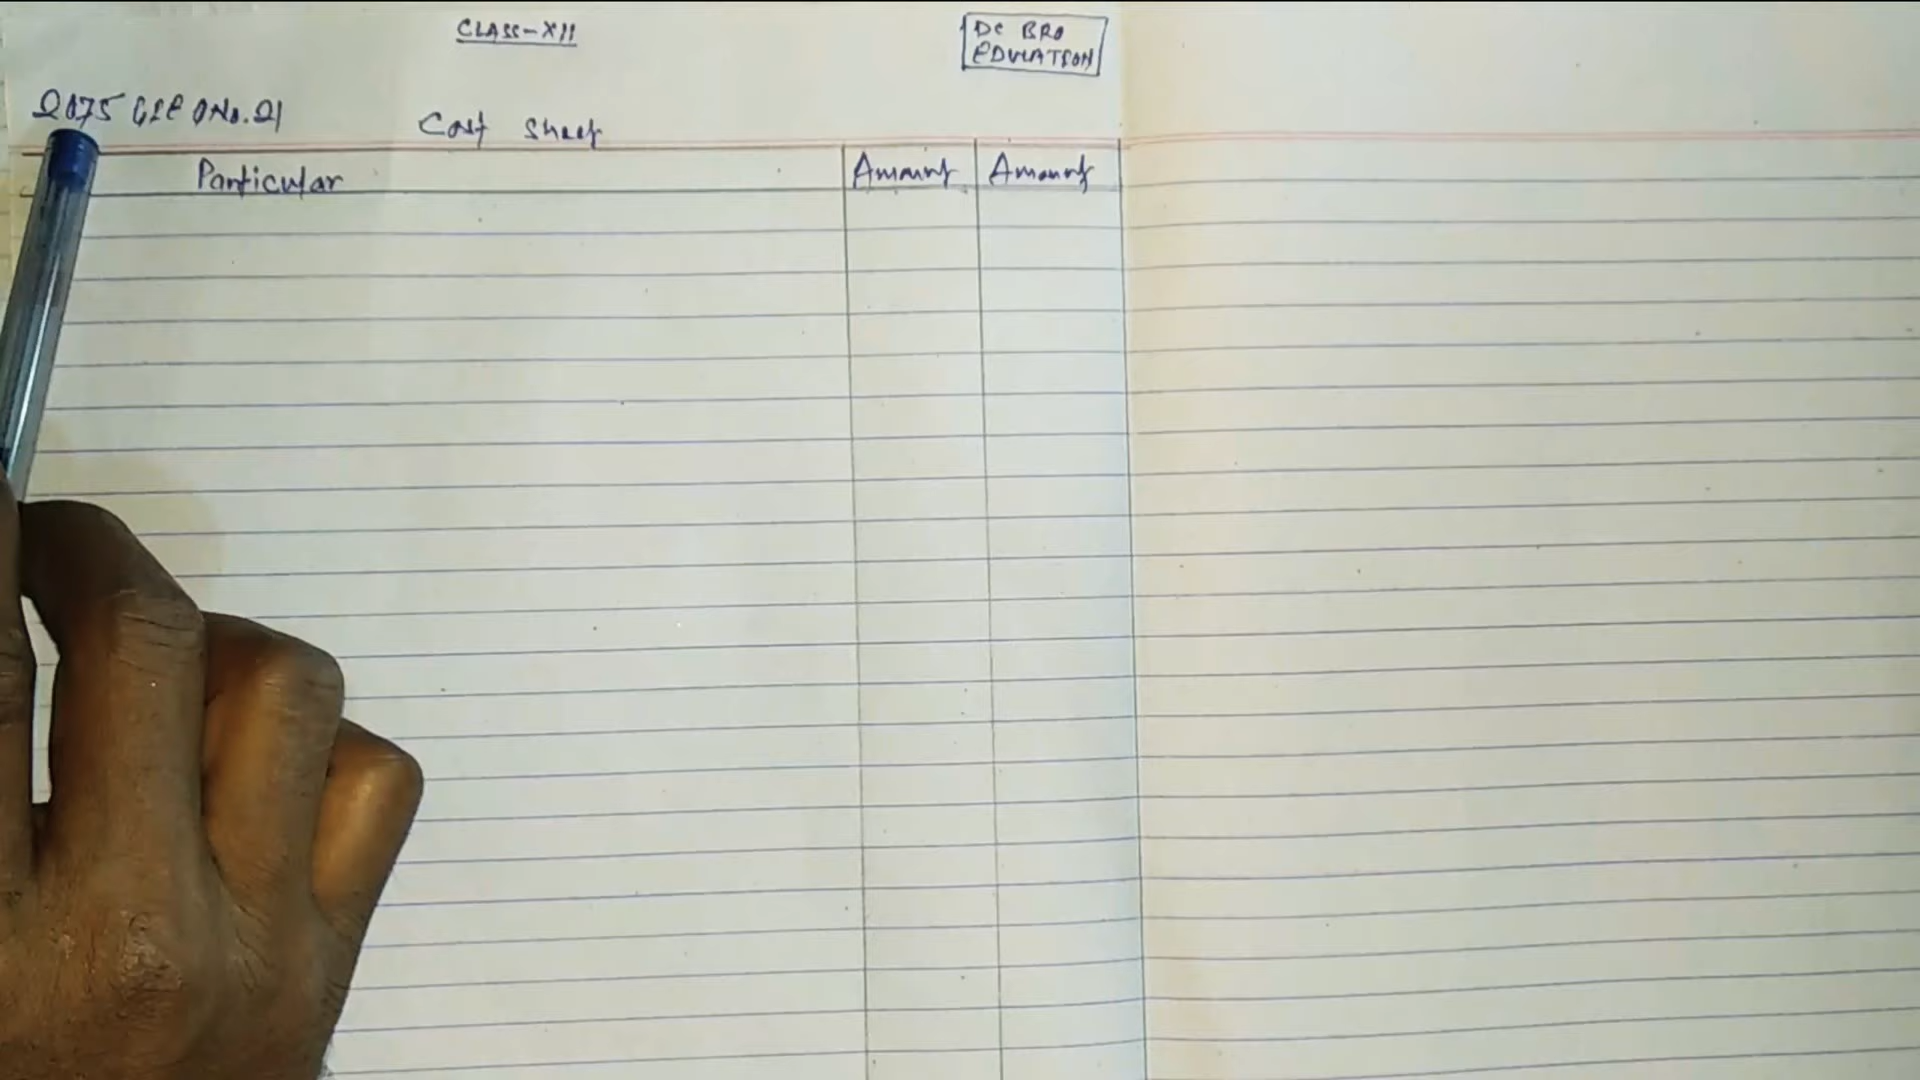 CLASS-XII
DC BRO
EDUCATION
2075 GIE QNo. 21
Cost Sheet
Particular
Amount
Amount